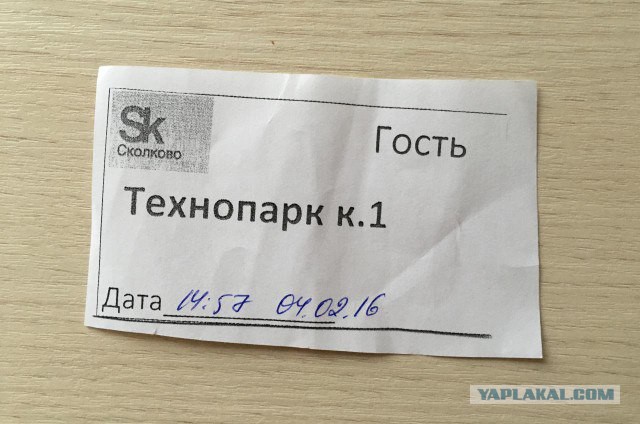 Sk
Сколково
Гость
Технопарк к.1
Дата 14:57 04.02.16
YAPLAKAL.COM